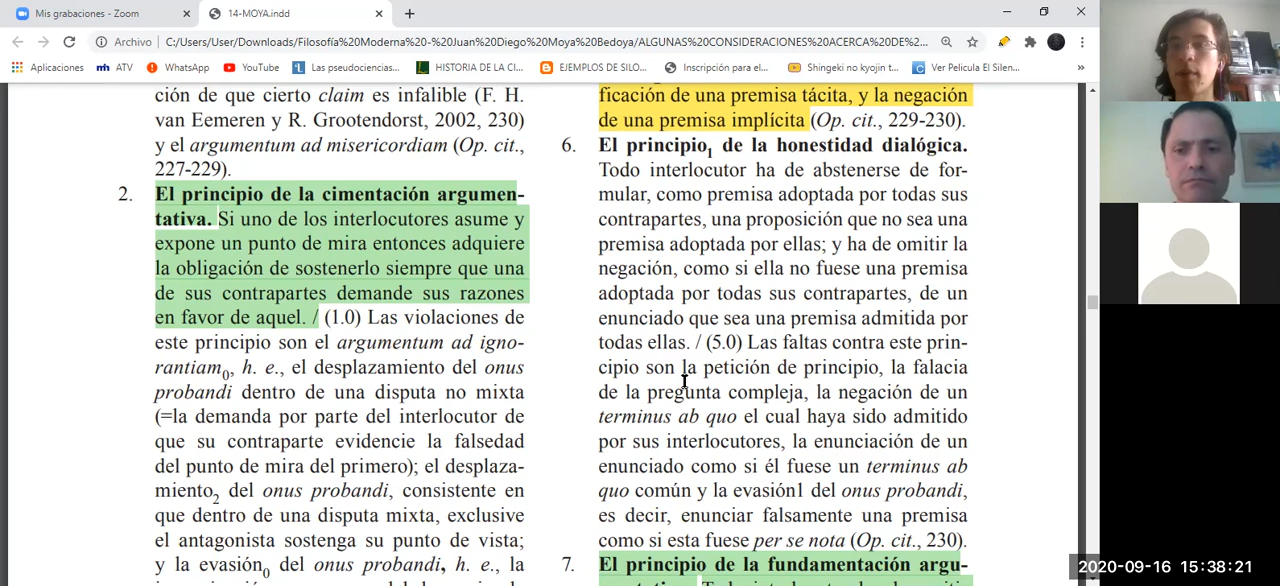 Mis grabaciones - Zoom
14-MOYA.indd
Archivo
C:/Users/User/Downloads/Filosofía%20Moderna%20-%20Juan%20Diego%20Moya%20Bedoya/ALGUNAS%20CONSIDERACIONES%20ACERCA%20DE%...
Aplicaciones
mh ATV
WhatsApp
YouTube
Las pseudociencias...
HISTORIA DE LA CI...
EJEMPLOS DE SILO...
Inscripción para el...
Shingeki no kyojin t...
Ver Pelicula El Silen...
»
ción de que cierto claim es infalible (F. H.
van Eemeren y R. Grootendorst, 2002, 230)
y el argumentum ad misericordiam (Op. cit.,
227-229).
2. El principio de la cimentación argumen-
tativa. Si uno de los interlocutores asume y
expone un punto de mira entonces adquiere
la obligación de sostenerlo siempre que una
de sus contrapartes demande sus razones
en favor de aquel. / (1.0) Las violaciones de
este principio son el argumentum ad igno-
rantiam0, h. e., el desplazamiento del onus
probandi dentro de una disputa no mixta
(=la demanda por parte del interlocutor de
que su contraparte evidencie la falsedad
del punto de mira del primero); el desplaza-
miento2 del onus probandi, consistente en
que dentro de una disputa mixta, exclusive
el antagonista sostenga su punto de vista;
y la evasión0 del onus probandi, h. e., la
ficación de una premisa tácita, y la negación
de una premisa implícita (Op. cit., 229-230).
6. El principio1 de la honestidad dialógica.
Todo interlocutor ha de abstenerse de for-
mular, como premisa adoptada por todas sus
contrapartes, una proposición que no sea una
premisa adoptada por ellas; y ha de omitir la
negación, como si ella no fuese una premisa
adoptada por todas sus contrapartes, de un
enunciado que sea una premisa admitida por
todas ellas. / (5.0) Las faltas contra este prin-
cipio son la petición de principio, la falacia
de la pregunta compleja, la negación de un
terminus ab quo el cual haya sido admitido
por sus interlocutores, la enunciación de un
enunciado como si él fuese un terminus ab
quo común y la evasión1 del onus probandi,
es decir, enunciar falsamente una premisa
como si esta fuese per se nota (Op. cit., 230).
7. El principio de la fundamentación argu-
2020-09-16 15:38:21